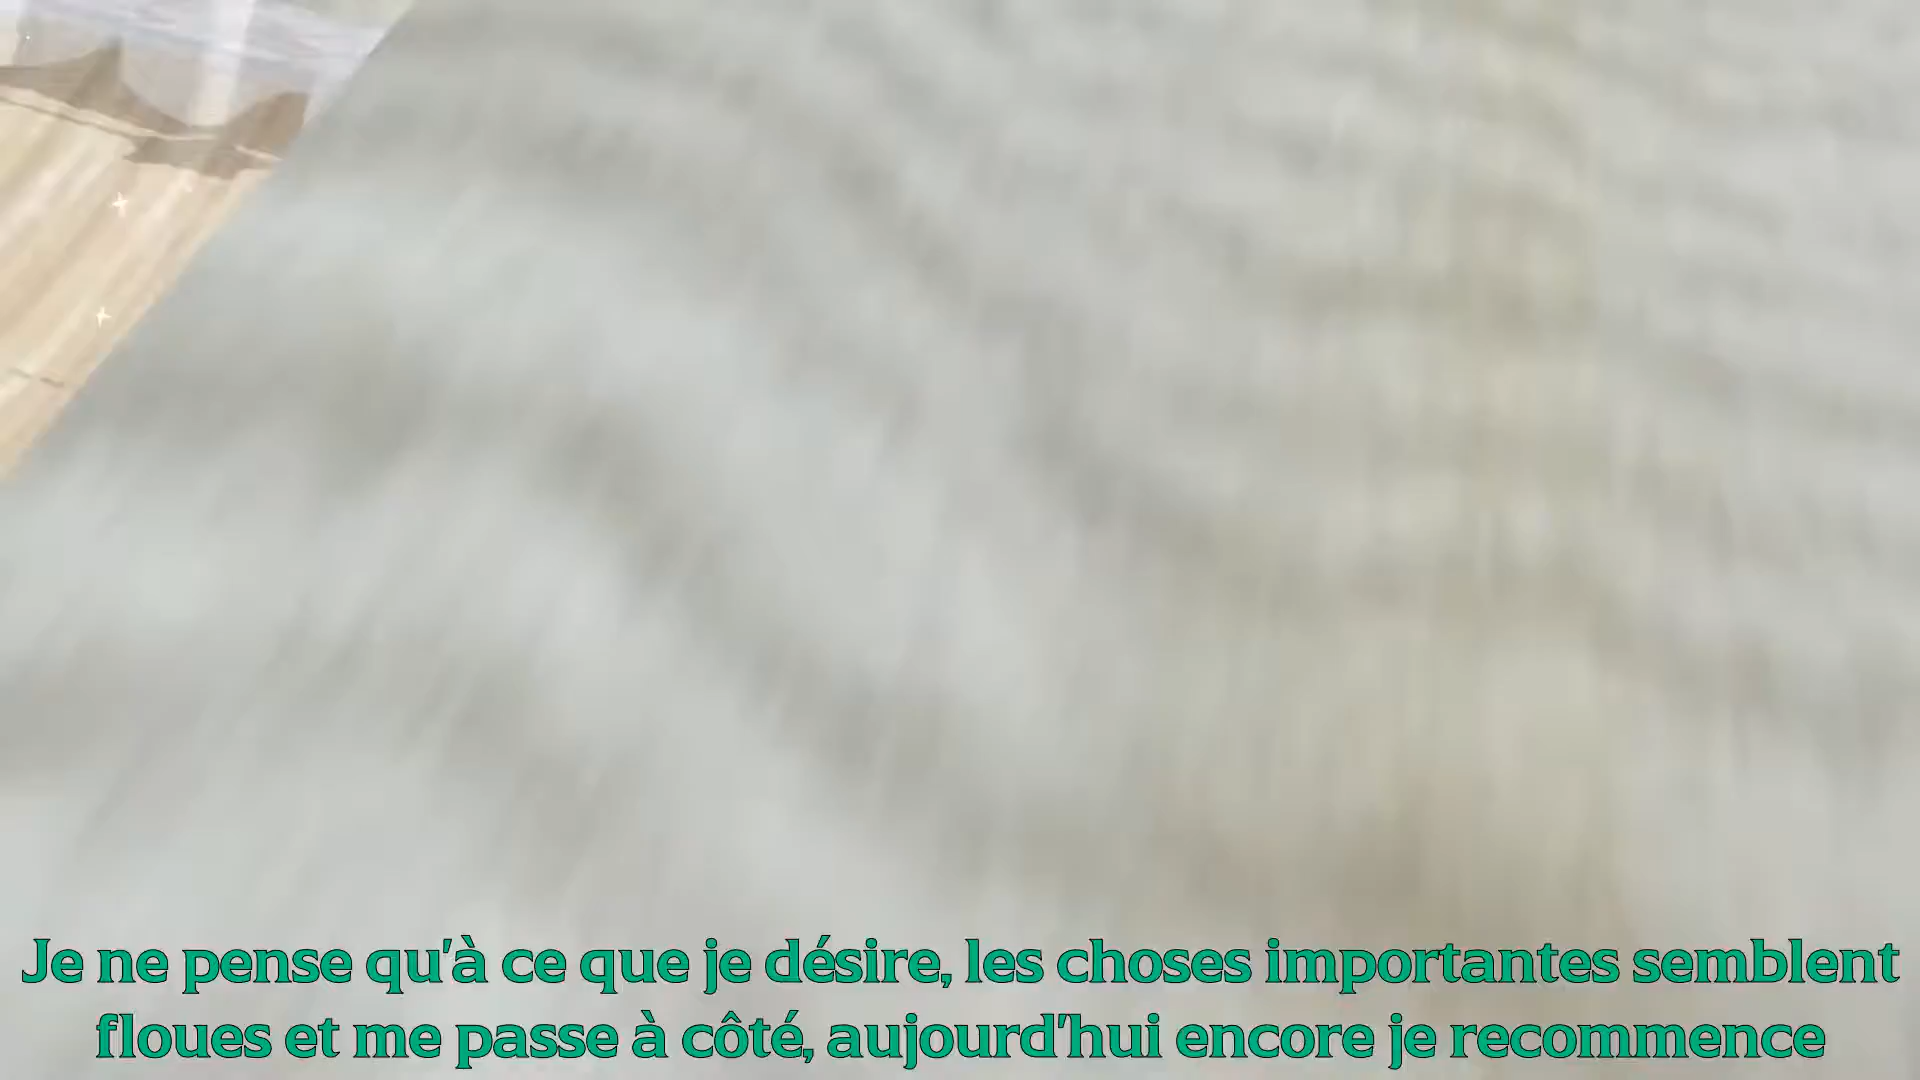 Je ne pense qu'à ce que je désire, les choses importantes semblent
floues et me passe à côté, aujourd'hui encore je recommence